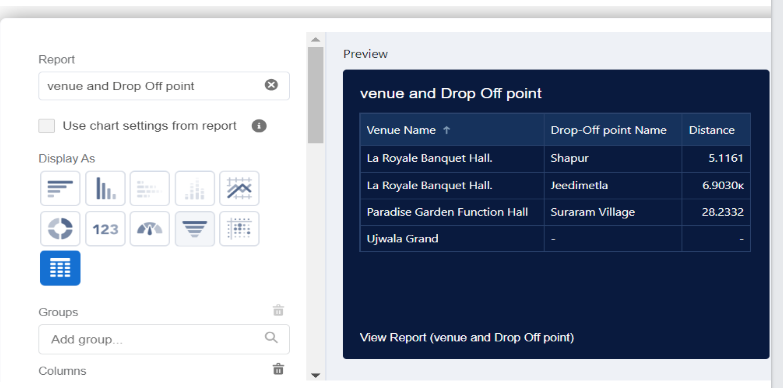 Report
venue and Drop Off point
Use chart settings from report
Display As
123
Groups
Add group...
Columns
Preview
venue and Drop Off point
Venue Name ↑ Drop-Off point Name Distance
La Royale Banquet Hall. Shapur 5.1161
La Royale Banquet Hall. Jeedimetla 6.9030к
Paradise Garden Function Hall Suraram Village 28.2332
Ujwala Grand - -
View Report (venue and Drop Off point)